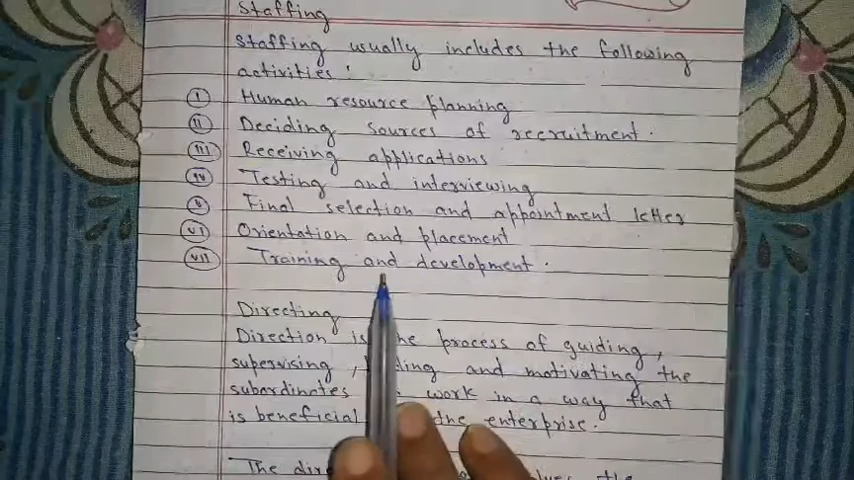 Staffing
Staffing usually includes the following
activities :
(i) Human resource planning
(ii) Deciding sources of recruitment.
(iii) Receiving applications
(iv) Testing and interviewing
(v) Final selection and appointment letter
(vi) Orientation and placement
(vii) Training and development.
Directing
Direction is the process of guiding,
supervising, and motivating the
subordinates work in a way that
is beneficial the enterprise.
The